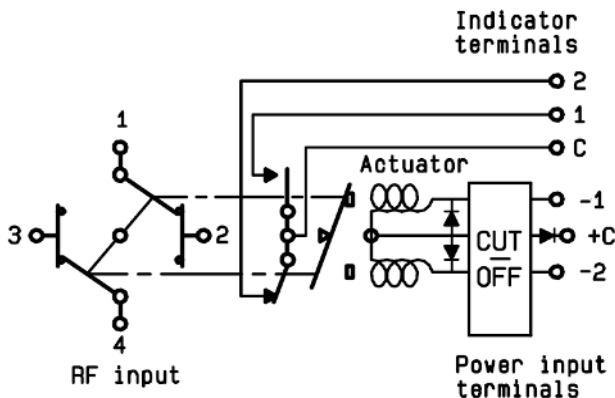 Indicator
terminals
2
1
C
1
Actuator
-1
3
2
CUT
+C
OFF
-2
4
RF input
Power input
terminals